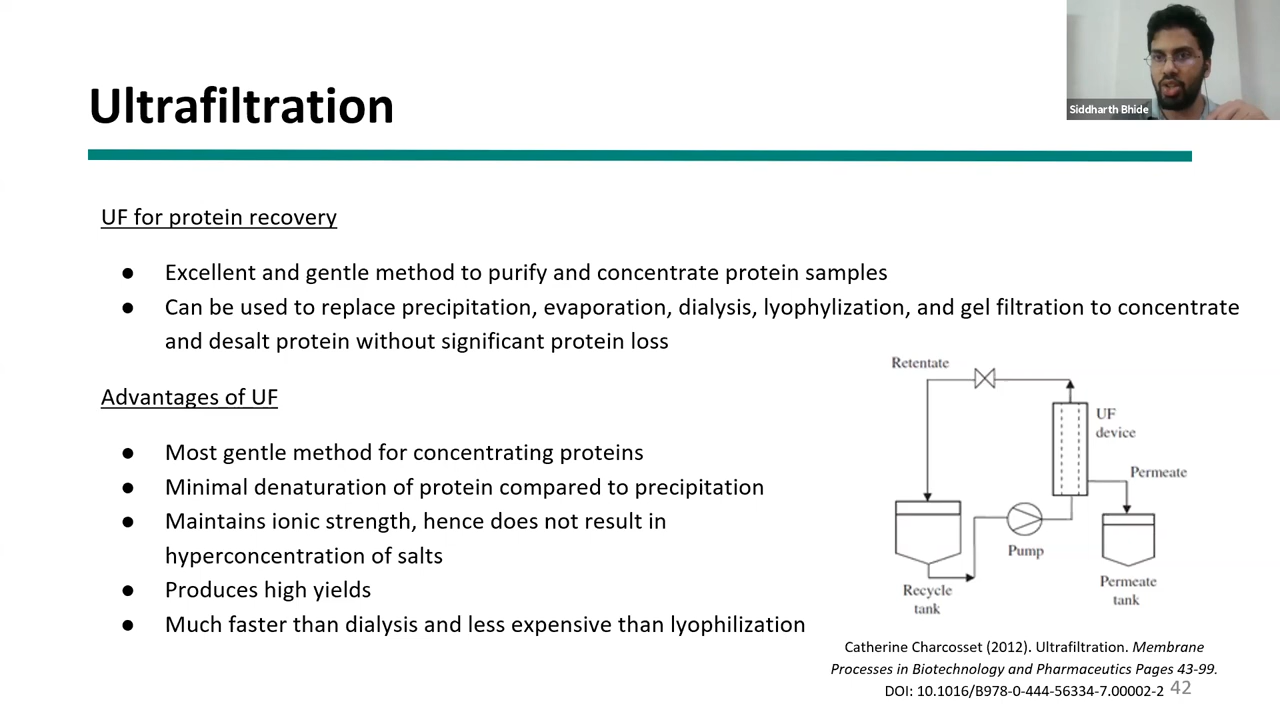 Siddharth Bhide
Ultrafiltration
UF for protein recovery
● Excellent and gentle method to purify and concentrate protein samples
● Can be used to replace precipitation, evaporation, dialysis, lyophylization, and gel filtration to concentrate
and desalt protein without significant protein loss
Advantages of UF
● Most gentle method for concentrating proteins
● Minimal denaturation of protein compared to precipitation
● Maintains ionic strength, hence does not result in
hyperconcentration of salts
● Produces high yields
● Much faster than dialysis and less expensive than lyophilization
Retentate
UF
device
Permeate
Pump
Recycle
tank
Permeate
tank
Catherine Charcosset (2012). Ultrafiltration. Membrane
Processes in Biotechnology and Pharmaceutics Pages 43-99.
DOI: 10.1016/B978-0-444-56334-7.00002-2
42